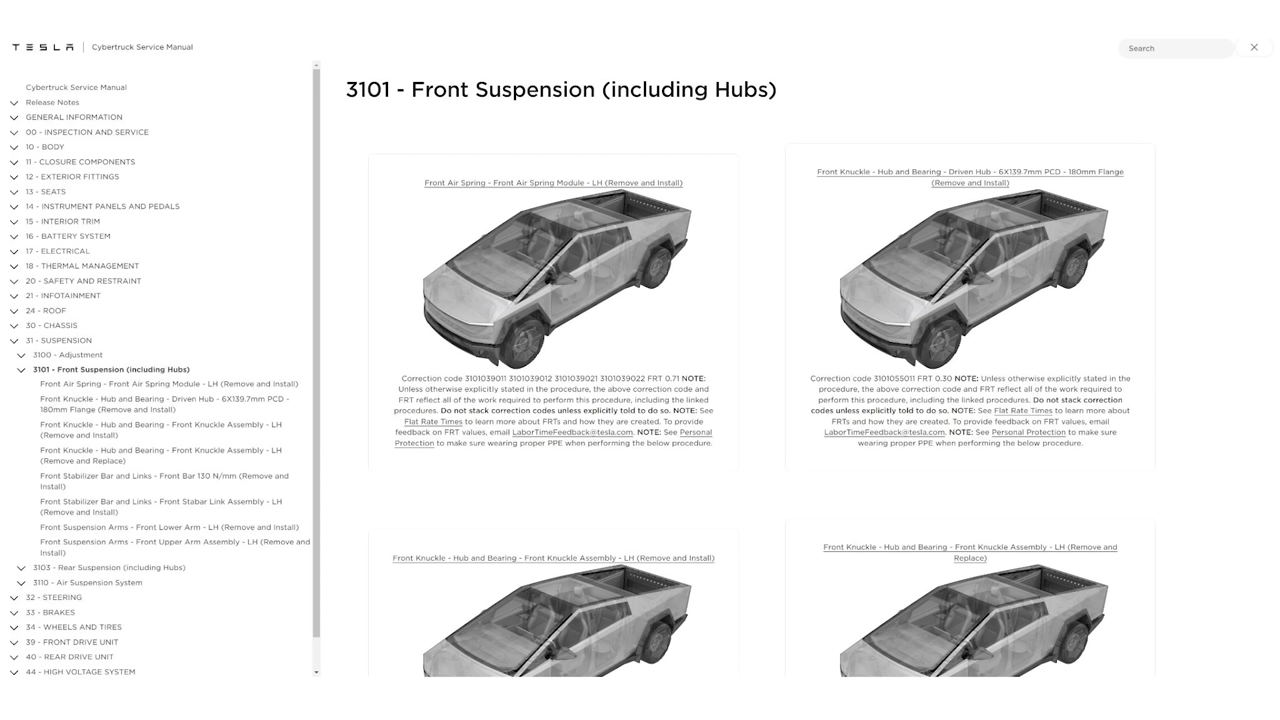 TESLA
Cybertruck Service Manual
Search
Cybertruck Service Manual
Release Notes
GENERAL INFORMATION
00 - INSPECTION AND SERVICE
10 - BODY
11 - CLOSURE COMPONENTS
12 - EXTERIOR FITTINGS
13 - SEATS
14 - INSTRUMENT PANELS AND PEDALS
15 - INTERIOR TRIM
16 - BATTERY SYSTEM
17 - ELECTRICAL
18 - THERMAL MANAGEMENT
20 - SAFETY AND RESTRAINT
21 - INFOTAINMENT
24 - ROOF
30 - CHASSIS
31 - SUSPENSION
3100 - Adjustment
3101 - Front Suspension (including Hubs)
Front Air Spring - Front Air Spring Module - LH (Remove and Install)
Front Knuckle - Hub and Bearing - Driven Hub - 6X139.7mm PCD -
180mm Flange (Remove and Install)
Front Knuckle - Hub and Bearing - Front Knuckle Assembly - LH
(Remove and Install)
Front Knuckle - Hub and Bearing - Front Knuckle Assembly - LH
(Remove and Replace)
Front Stabilizer Bar and Links - Front Bar 130 N/mm (Remove and
Install)
Front Stabilizer Bar and Links - Front Stabar Link Assembly - LH
(Remove and Install)
Front Suspension Arms - Front Lower Arm - LH (Remove and Install)
Front Suspension Arms - Front Upper Arm Assembly - LH (Remove and
Install)
3103 - Rear Suspension (including Hubs)
3110 - Air Suspension System
32 - STEERING
33 - BRAKES
34 - WHEELS AND TIRES
39 - FRONT DRIVE UNIT
40 - REAR DRIVE UNIT
44 - HIGH VOLTAGE SYSTEM
3101 - Front Suspension (including Hubs)
Front Air Spring - Front Air Spring Module - LH (Remove and Install)
Correction code 3101039011 3101039012 3101039021 3101039022 FRT 0.71 NOTE:
Unless otherwise explicitly stated in the procedure, the above correction code and
FRT reflect all of the work required to perform this procedure, including the linked
procedures. Do not stack correction codes unless explicitly told to do so. NOTE: See
Flat Rate Times to learn more about FRTs and how they are created. To provide
feedback on FRT values, email LaborTimeFeedback@tesla.com. NOTE: See Personal
Protection to make sure wearing proper PPE when performing the below procedure.
Front Knuckle - Hub and Bearing - Driven Hub - 6X139.7mm PCD - 180mm Flange
(Remove and Install)
Correction code 3101055011 FRT 0.30 NOTE: Unless otherwise explicitly stated in the
procedure, the above correction code and FRT reflect all of the work required to
perform this procedure, including the linked procedures. Do not stack correction
codes unless explicitly told to do so. NOTE: See Flat Rate Times to learn more about
FRTs and how they are created. To provide feedback on FRT values, email
LaborTimeFeedback@tesla.com. NOTE: See Personal Protection to make sure
wearing proper PPE when performing the below procedure.
Front Knuckle - Hub and Bearing - Front Knuckle Assembly - LH (Remove and Install)
Front Knuckle - Hub and Bearing - Front Knuckle Assembly - LH (Remove and
Replace)